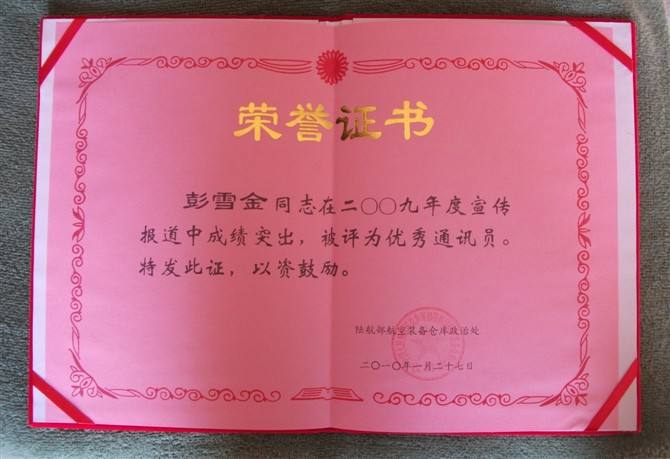 荣誉证书
彭雪金同志在二〇〇九年度宣传
报道中成绩突出，被评为优秀通讯员。
特发此证，以资鼓励。
陆航部航空装备仓库政治处
二〇一〇年一月二十七日